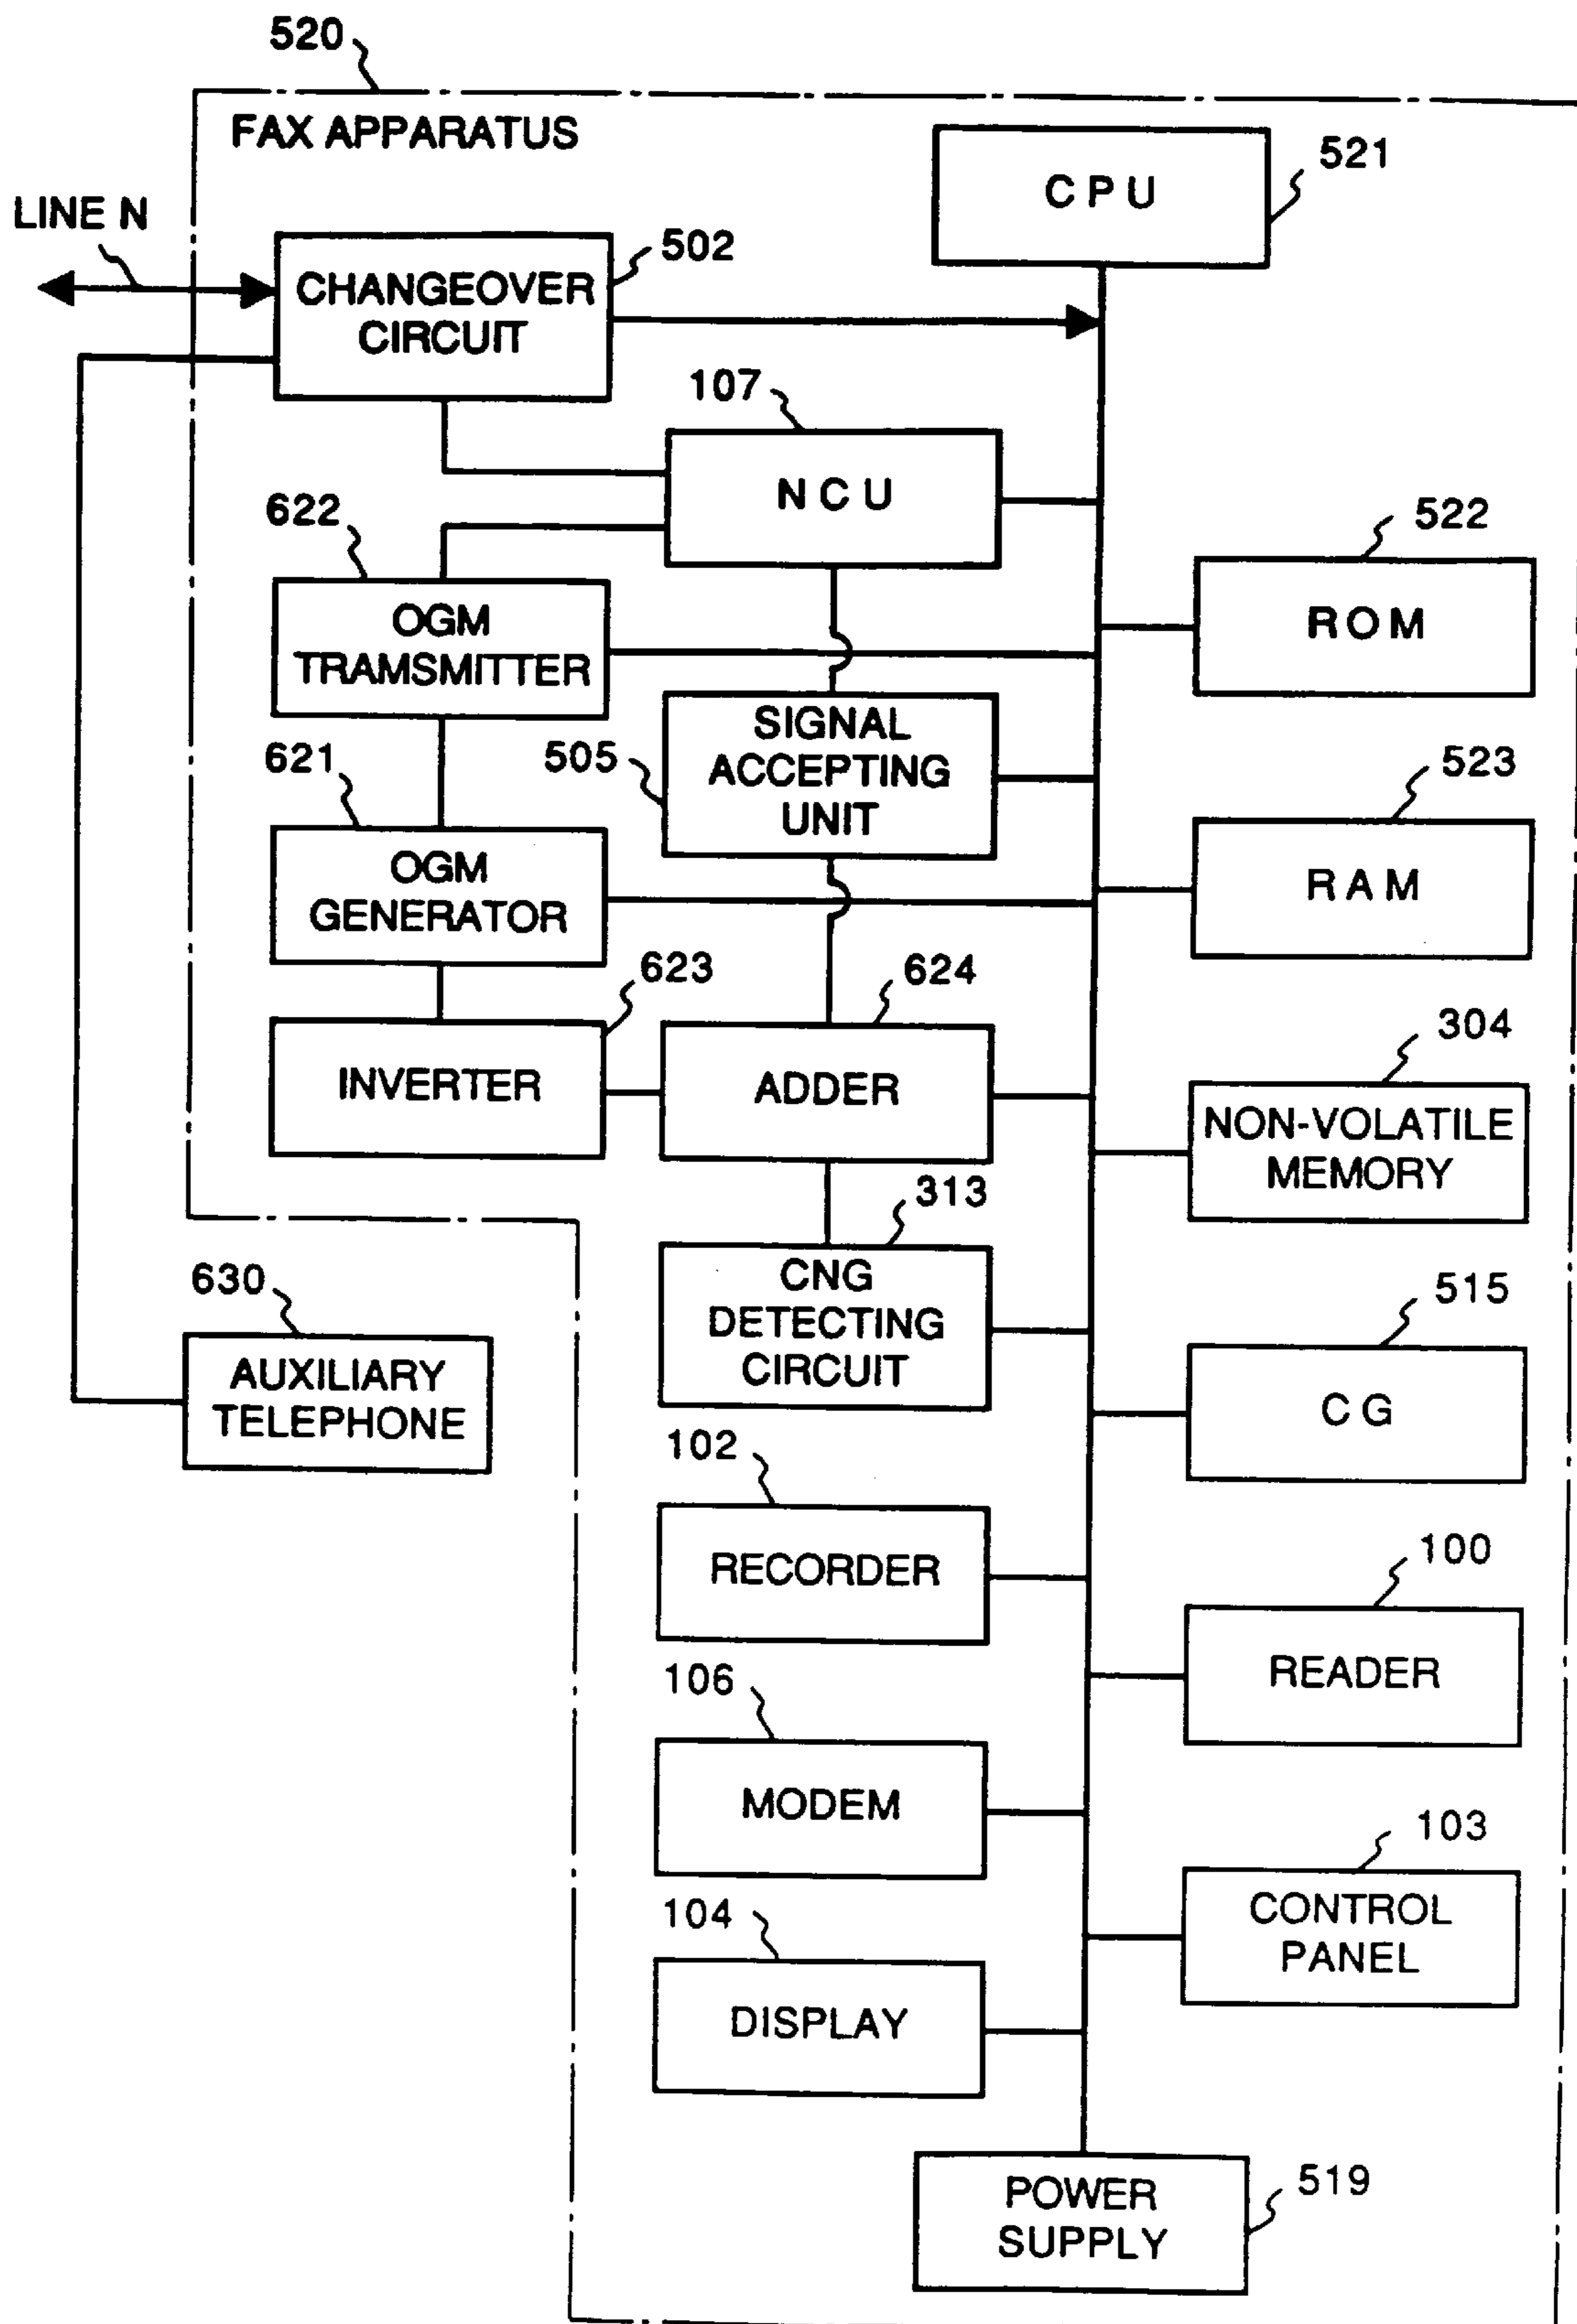 520
FAX APPARATUS
CPU
521
LINE N
CHANGEOVER
CIRCUIT
502
107
NCU
622
522
OGM
TRAMSMITTER
ROM
SIGNAL
ACCEPTING
UNIT
505
621
523
OGM
GENERATOR
RAM
623
624
304
INVERTER
ADDER
NON-VOLATILE
MEMORY
313
630
CNG
DETECTING
CIRCUIT
515
AUXILIARY
TELEPHONE
CG
102
RECORDER
100
READER
106
MODEM
103
CONTROL
PANEL
104
DISPLAY
POWER
SUPPLY
519